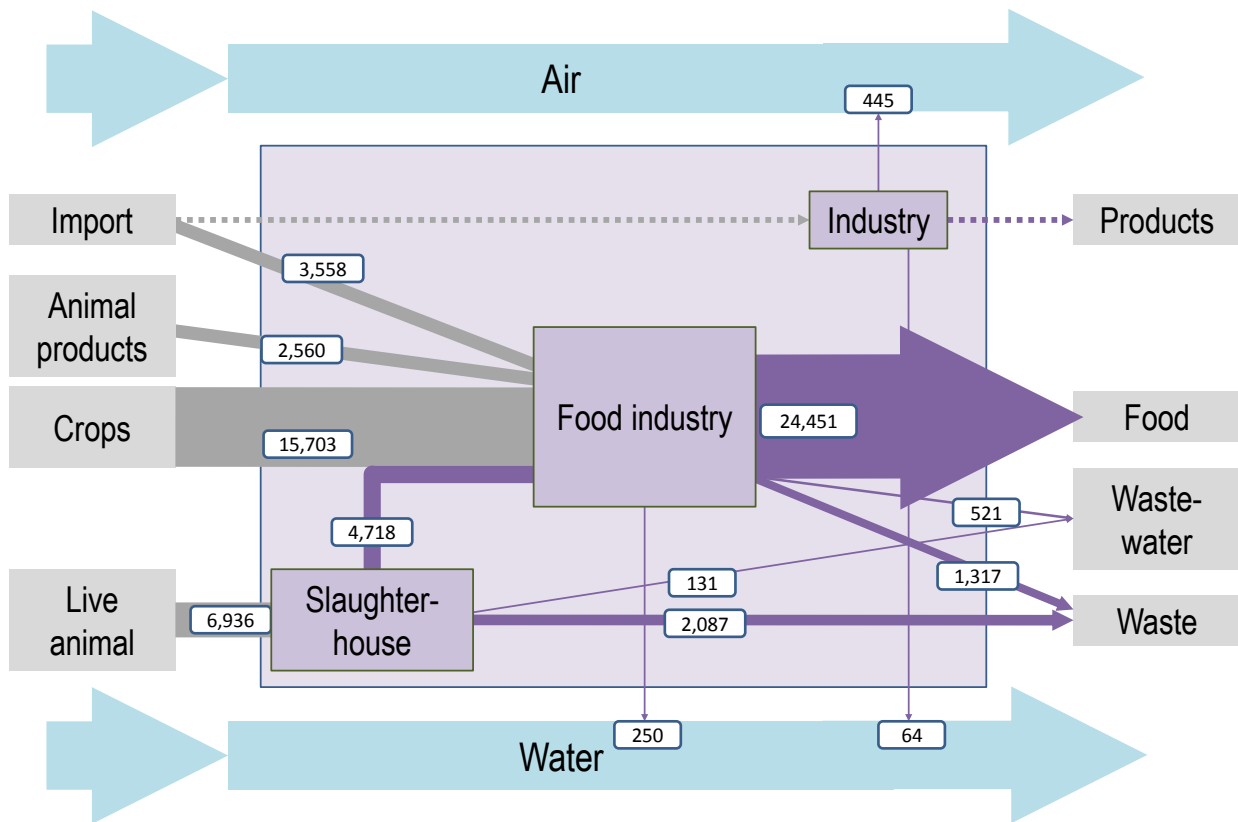 Air
445
Import
Industry
Products
3,558
Animal
products
2,560
Crops
15,703
Food industry
24,451
Food
4,718
521
Waste-
water
Live
animal
6,936
Slaughter-
house
131
1,317
2,087
Waste
250
64
Water